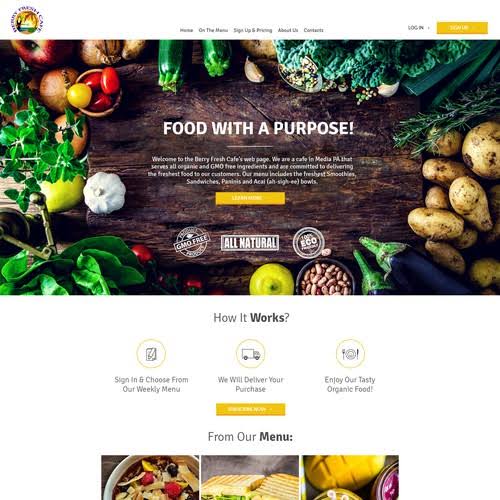 BERRY FRESH CAFE
Home On The Menu Sign Up & Pricing About Us Contacts
LOG IN
SIGN UP
FOOD WITH A PURPOSE!
Welcome to the Berry Fresh Cafe's web page. We are a cafe in Media PA that
serves all organic and GMO free ingredients and are committed to delivering
the freshest food to our customers. Our menu includes the freshest Smoothies,
Sandwiches, Paninis and Acai (ah-sigh-ee) bowls.
LEARN MORE
GMO FREE
ALL NATURAL
ECO
How It Works?
Sign In & Choose From
Our Weekly Menu
We Will Deliver Your
Purchase
Enjoy Our Tasty
Organic Food!
SUBSCRIBE NOW
From Our Menu: